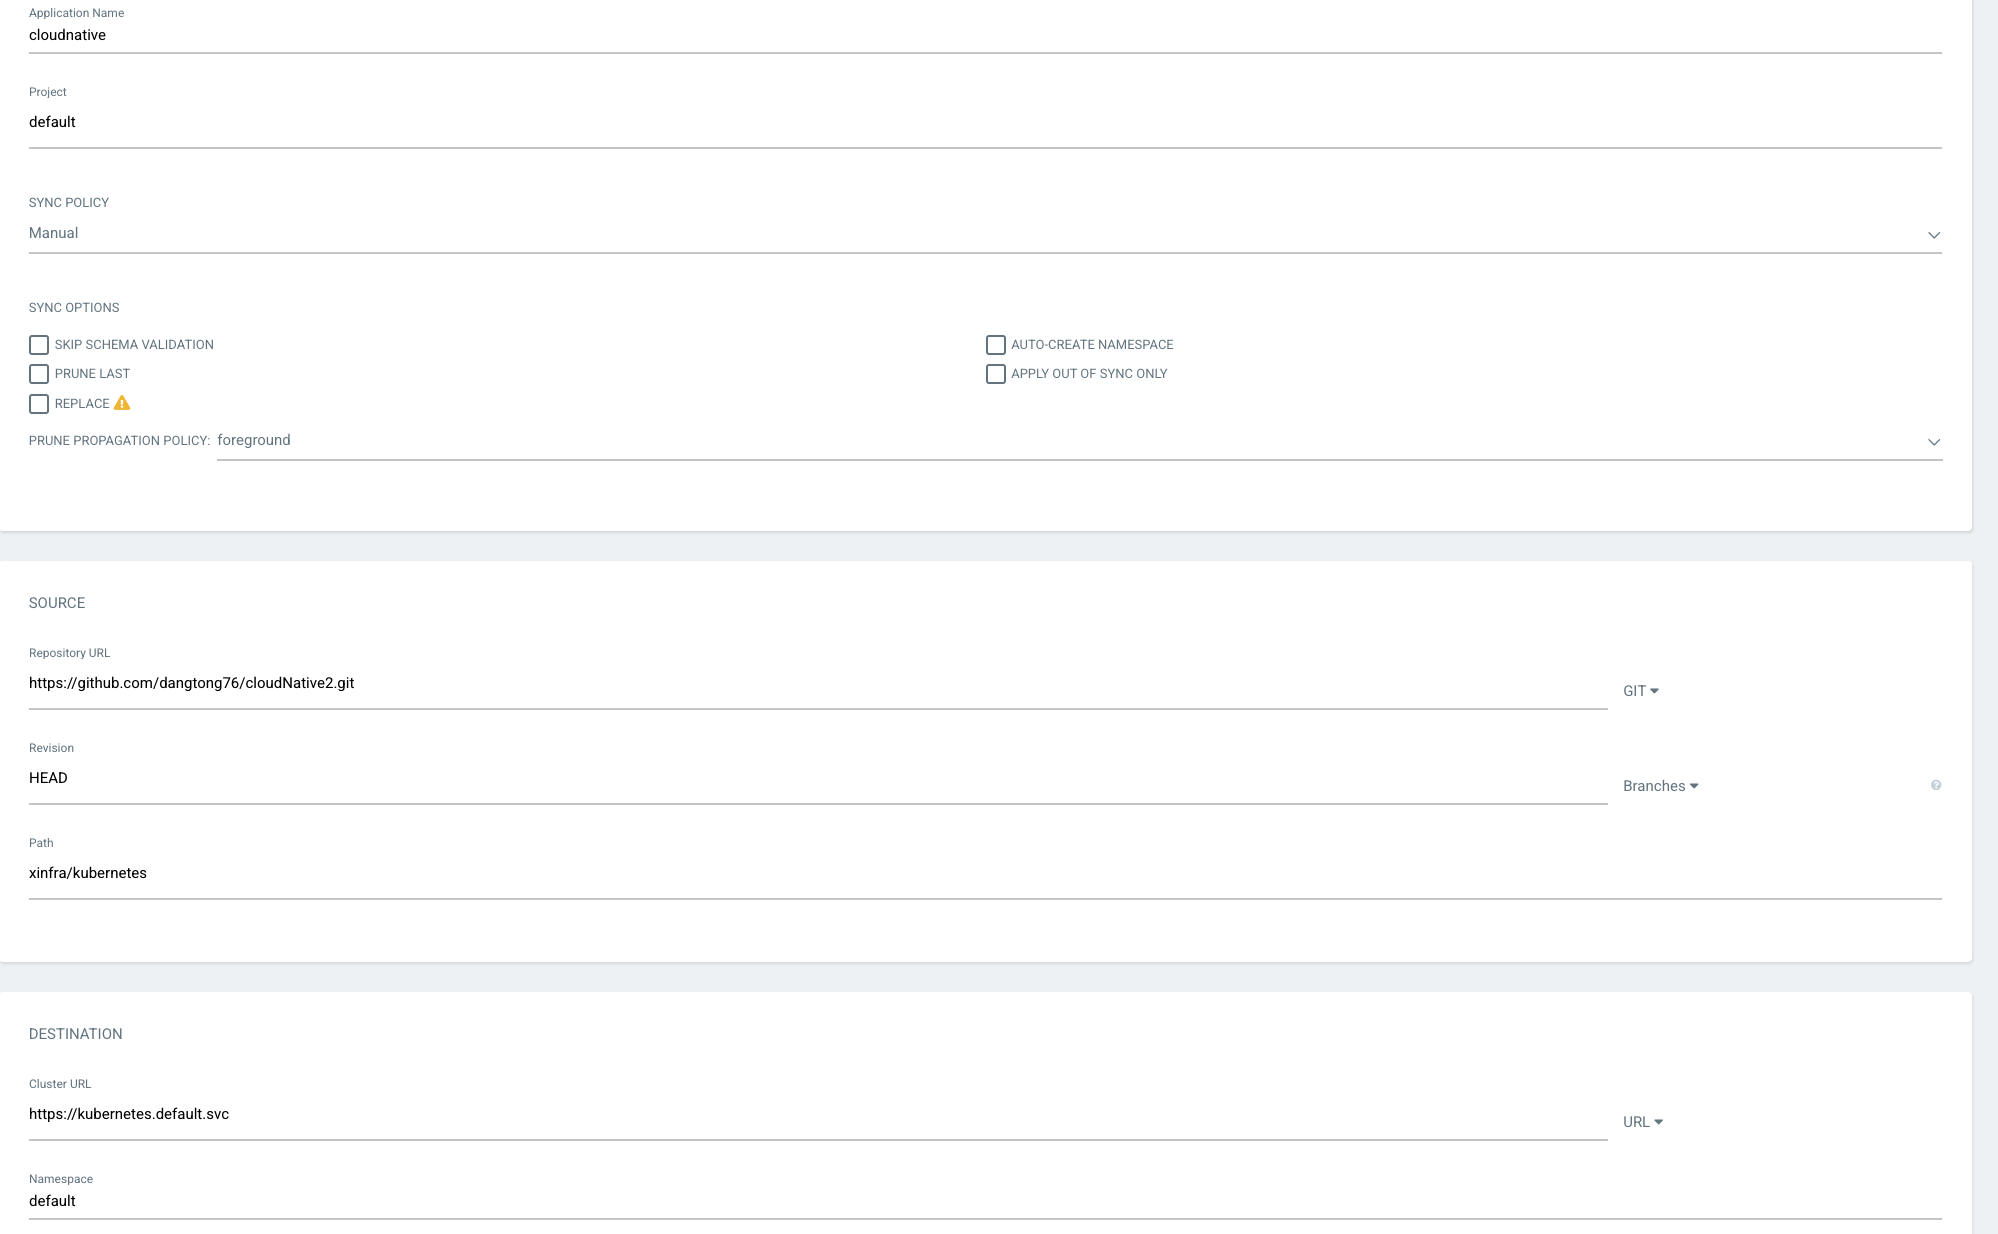 Application Name
cloudnative
Project
default
SYNC POLICY
Manual
SYNC OPTIONS
SKIP SCHEMA VALIDATION
AUTO-CREATE NAMESPACE
PRUNE LAST
APPLY OUT OF SYNC ONLY
REPLACE
PRUNE PROPAGATION POLICY: foreground
SOURCE
Repository URL
https://github.com/dangtong76/cloudNative2.git
GIT
Revision
HEAD
Branches
Path
xinfra/kubernetes
DESTINATION
Cluster URL
https://kubernetes.default.svc
URL
Namespace
default